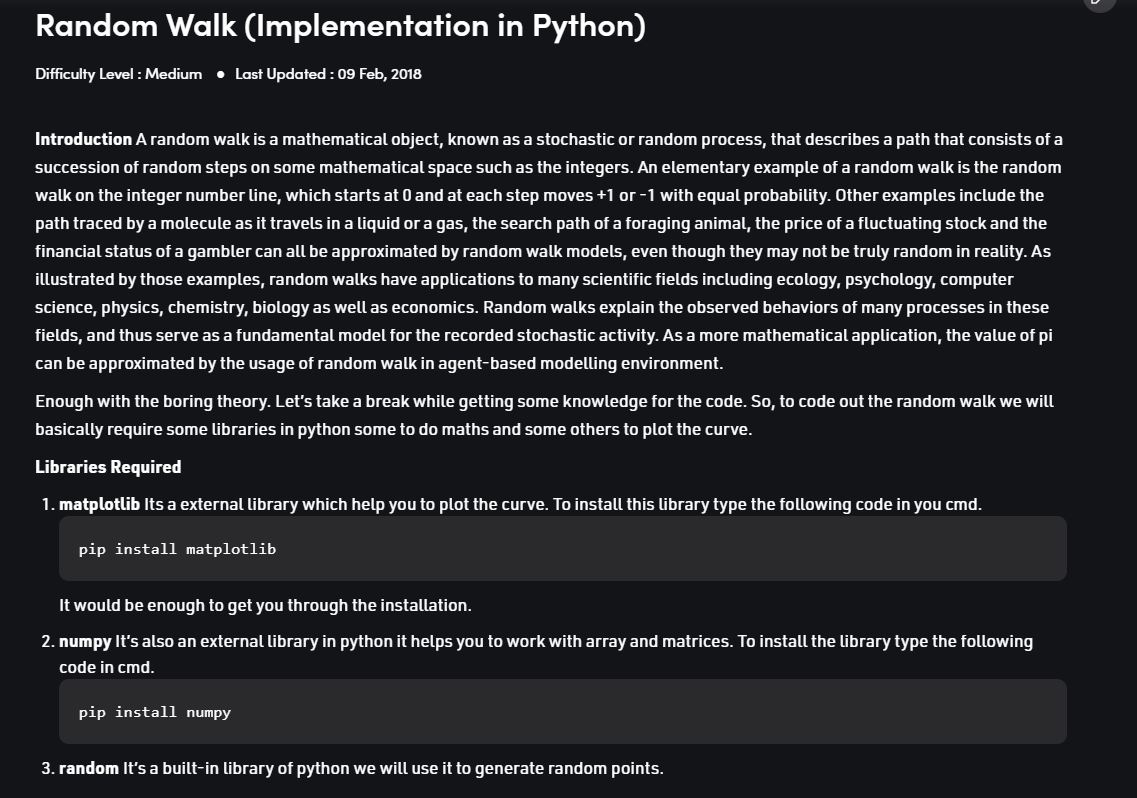 Random Walk (Implementation in Python)
Difficulty Level : Medium ● Last Updated : 09 Feb, 2018
Introduction A random walk is a mathematical object, known as a stochastic or random process, that describes a path that consists of a
succession of random steps on some mathematical space such as the integers. An elementary example of a random walk is the random
walk on the integer number line, which starts at 0 and at each step moves +1 or -1 with equal probability. Other examples include the
path traced by a molecule as it travels in a liquid or a gas, the search path of a foraging animal, the price of a fluctuating stock and the
financial status of a gambler can all be approximated by random walk models, even though they may not be truly random in reality. As
illustrated by those examples, random walks have applications to many scientific fields including ecology, psychology, computer
science, physics, chemistry, biology as well as economics. Random walks explain the observed behaviors of many processes in these
fields, and thus serve as a fundamental model for the recorded stochastic activity. As a more mathematical application, the value of pi
can be approximated by the usage of random walk in agent-based modelling environment.
Enough with the boring theory. Let's take a break while getting some knowledge for the code. So, to code out the random walk we will
basically require some libraries in python some to do maths and some others to plot the curve.
Libraries Required
1. matplotlib Its a external library which help you to plot the curve. To install this library type the following code in you cmd.
pip install matplotlib
It would be enough to get you through the installation.
2. numpy It's also an external library in python it helps you to work with array and matrices. To install the library type the following
code in cmd.
pip install numpy
3. random It's a built-in library of python we will use it to generate random points.